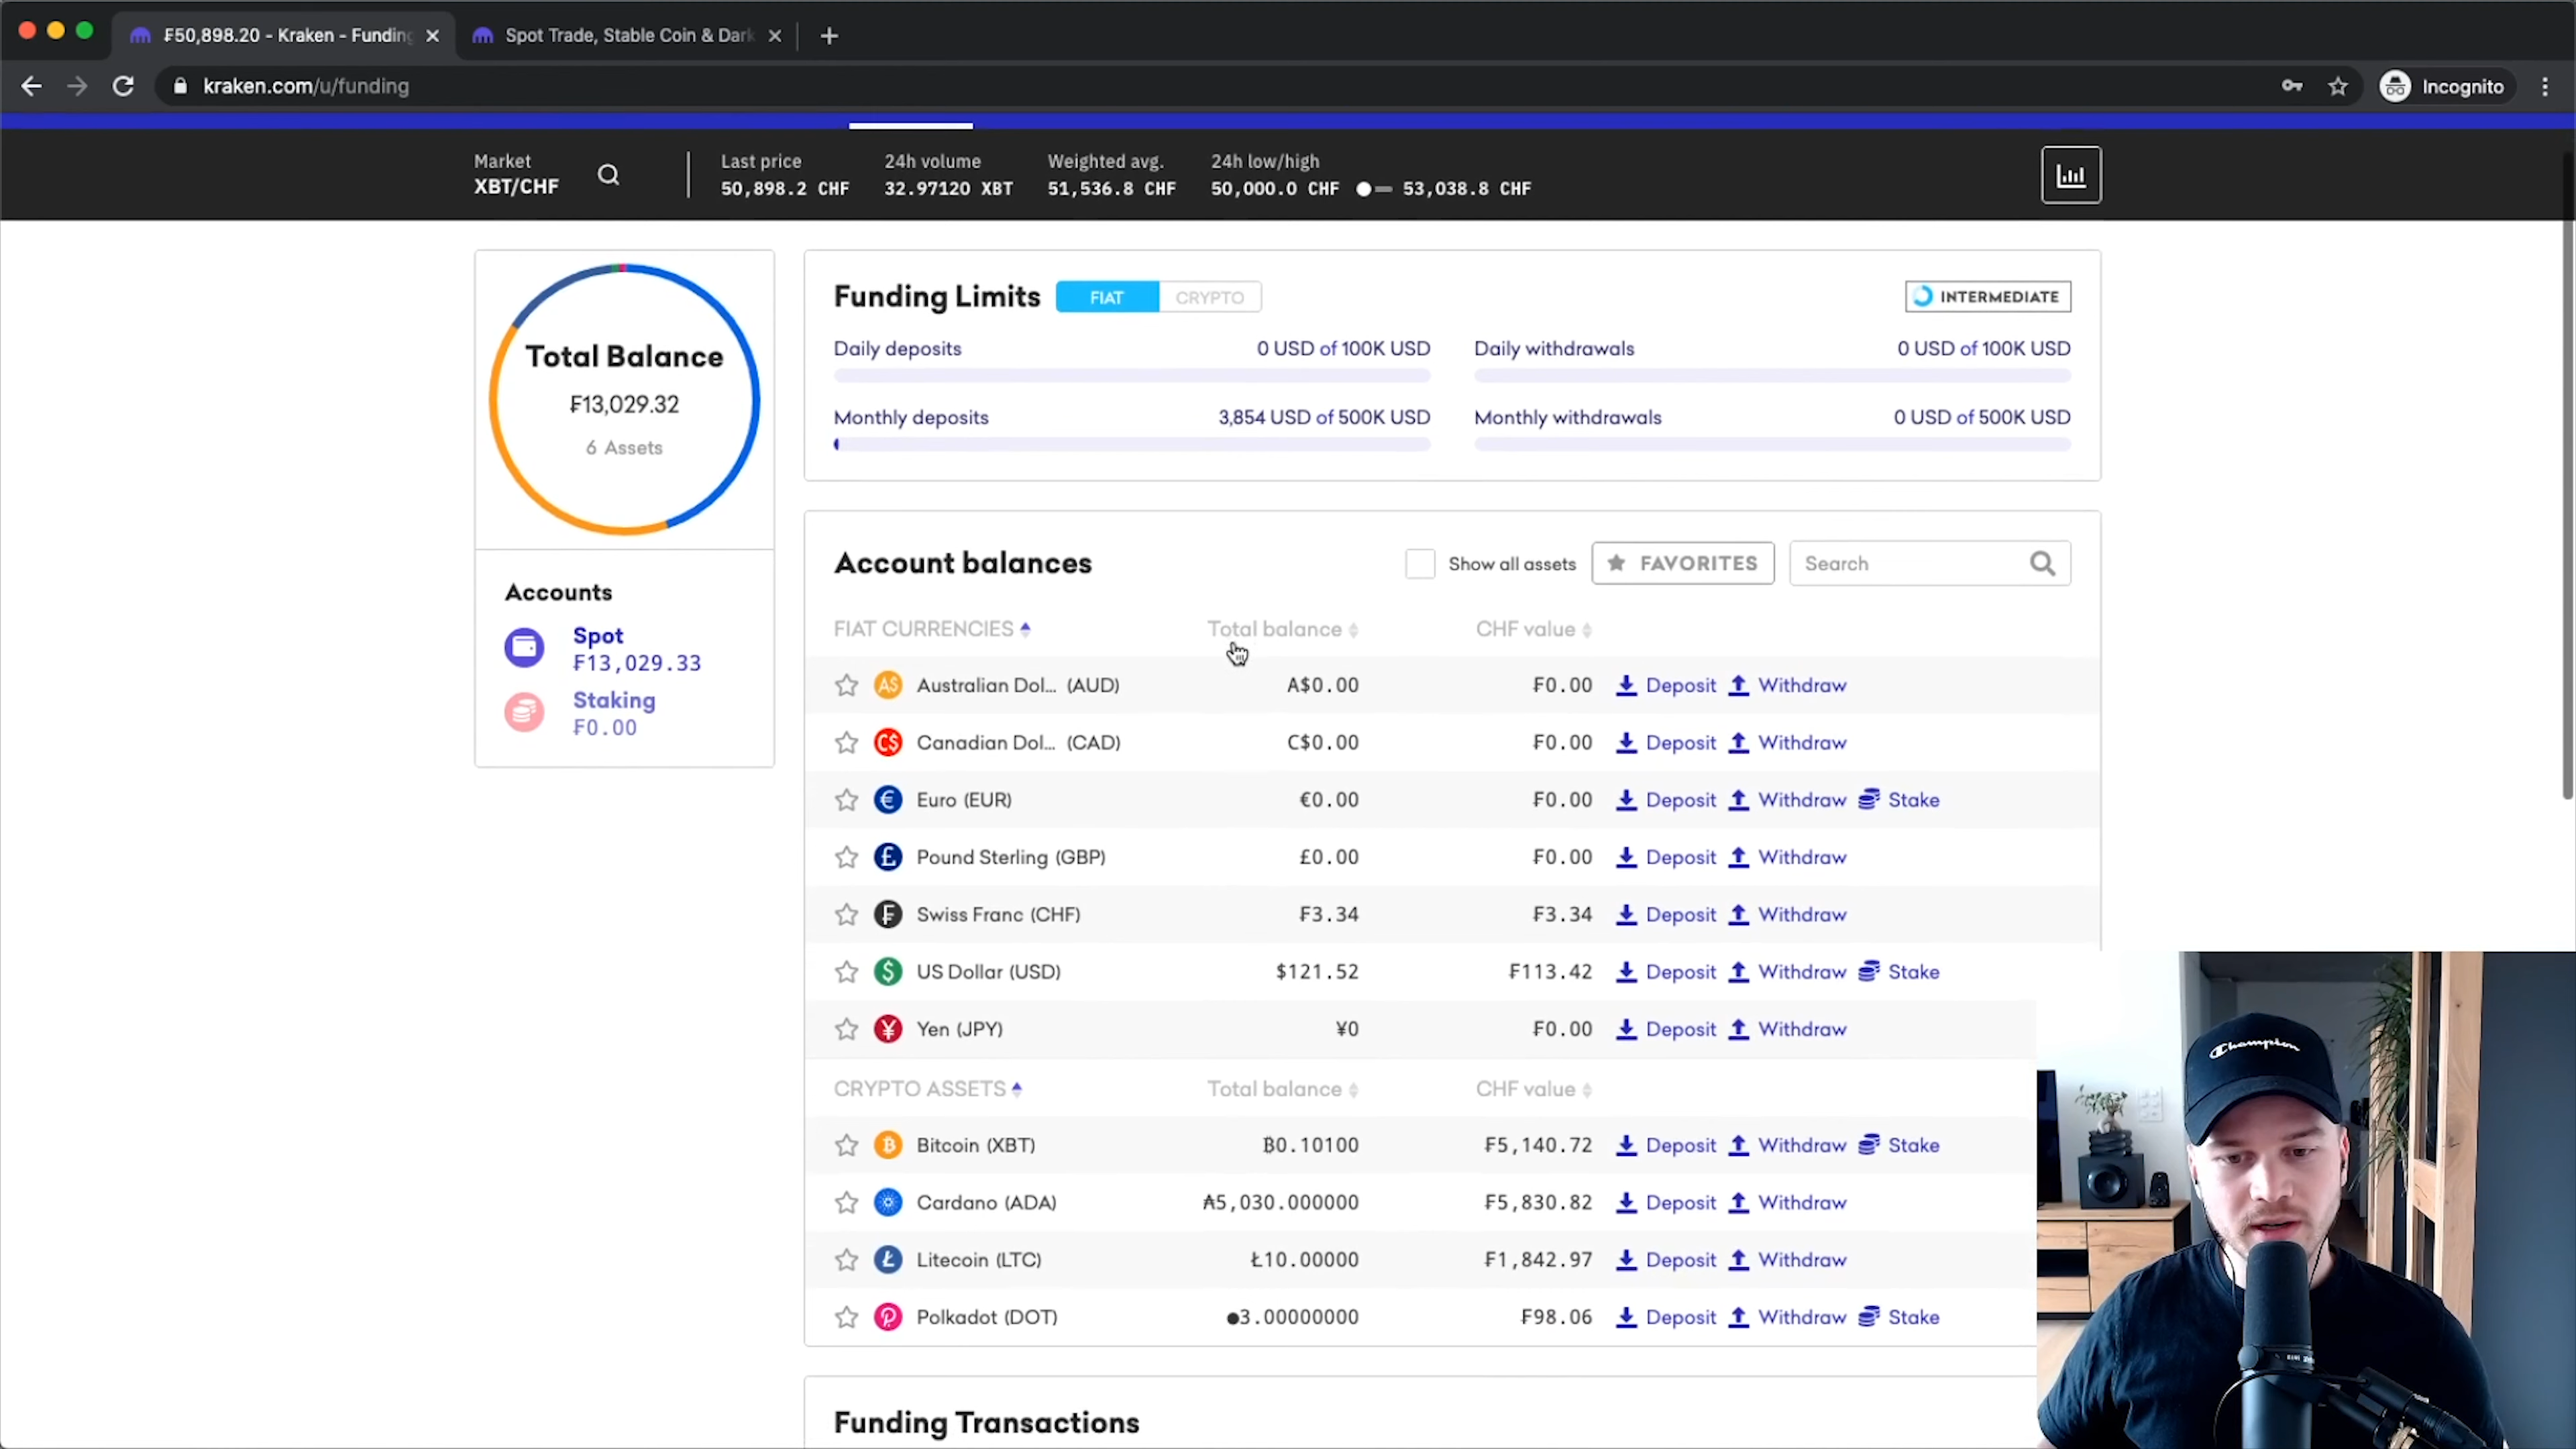 ₣50,898.20 - Kraken - Funding
Spot Trade, Stable Coin & Dark
kraken.com/u/funding
Incognito
Market
XBT/CHF
Last price
50,898.2 CHF
24h volume
32.97120 XBT
Weighted avg.
51,536.8 CHF
24h low/high
50,000.0 CHF 53,038.8 CHF
Total Balance
₣13,029.32
6 Assets
Accounts
Spot
₣13,029.33
Staking
₣0.00
Funding Limits FIAT CRYPTO INTERMEDIATE
Daily deposits 0 USD of 100K USD
Daily withdrawals 0 USD of 100K USD
Monthly deposits 3,854 USD of 500K USD
Monthly withdrawals 0 USD of 500K USD
Account balances Show all assets FAVORITES Search
FIAT CURRENCIES Total balance CHF value
A$ Australian Dol... (AUD) A$0.00 ₣0.00 Deposit Withdraw
C$ Canadian Dol... (CAD) C$0.00 ₣0.00 Deposit Withdraw
€ Euro (EUR) €0.00 ₣0.00 Deposit Withdraw Stake
£ Pound Sterling (GBP) £0.00 ₣0.00 Deposit Withdraw
₣ Swiss Franc (CHF) ₣3.34 ₣3.34 Deposit Withdraw
$ US Dollar (USD) $121.52 ₣113.42 Deposit Withdraw Stake
¥ Yen (JPY) ¥0 ₣0.00 Deposit Withdraw
CRYPTO ASSETS Total balance CHF value
Bitcoin (XBT) ₿0.10100 ₣5,140.72 Deposit Withdraw Stake
Cardano (ADA) ₳5,030.000000 ₣5,830.82 Deposit Withdraw
Litecoin (LTC) Ł10.00000 ₣1,842.97 Deposit Withdraw
Polkadot (DOT) ●3.00000000 ₣98.06 Deposit Withdraw Stake
Funding Transactions
Champion